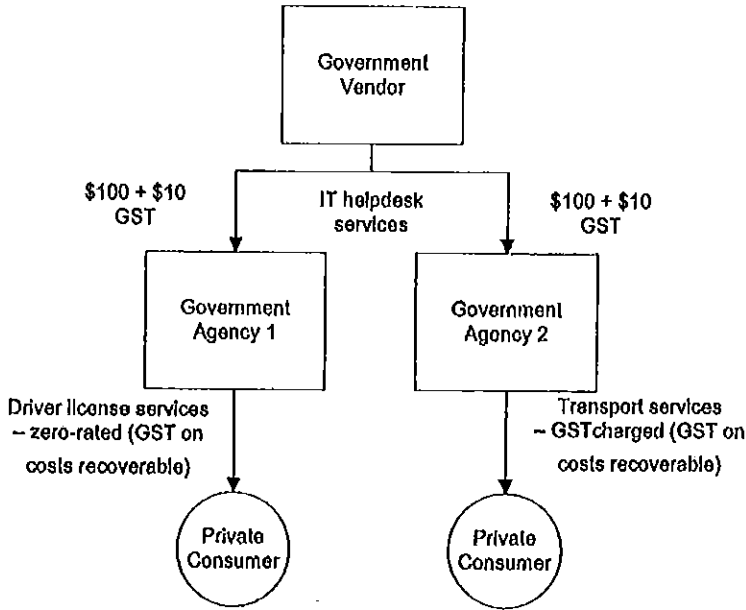 Government
Vendor
$100 + $10
GST
IT helpdesk
services
$100 + $10
GST
Government
Agency 1
Government
Agency 2
Driver license services
– zero-rated (GST on
costs recoverable)
Transport services
– GSTcharged (GST on
costs recoverable)
Private
Consumer
Private
Consumer